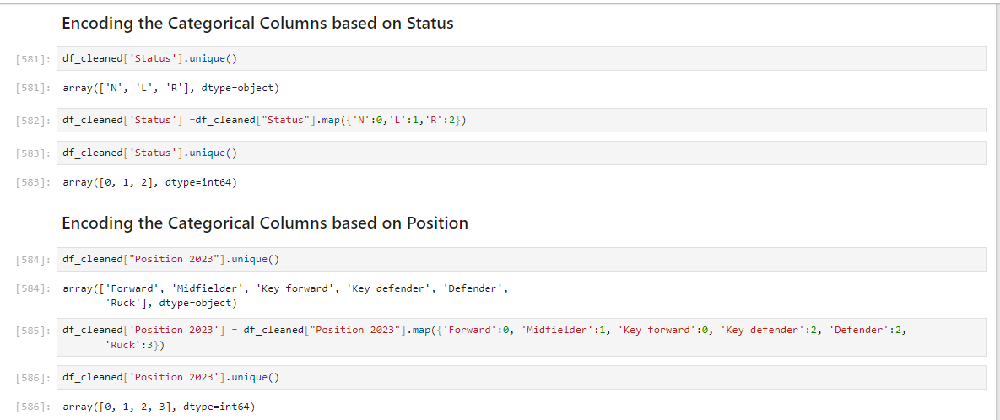 Encoding the Categorical Columns based on Status
[581]: df_cleaned['Status'].unique()
[581]: array(['N', 'L', 'R'], dtype=object)
[582]: df_cleaned['Status'] =df_cleaned["Status"].map({'N':0,'L':1,'R':2})
[583]: df_cleaned['Status'].unique()
[583]: array([0, 1, 2], dtype=int64)
Encoding the Categorical Columns based on Position
[584]: df_cleaned["Position 2023"].unique()
[584]: array(['Forward', 'Midfielder', 'Key forward', 'Key defender', 'Defender',
'Ruck'], dtype=object)
[585]: df_cleaned['Position 2023'] = df_cleaned["Position 2023"].map({'Forward':0, 'Midfielder':1, 'Key forward':0, 'Key defender':2, 'Defender':2,
'Ruck':3})
[586]: df_cleaned['Position 2023'].unique()
[586]: array([0, 1, 2, 3], dtype=int64)